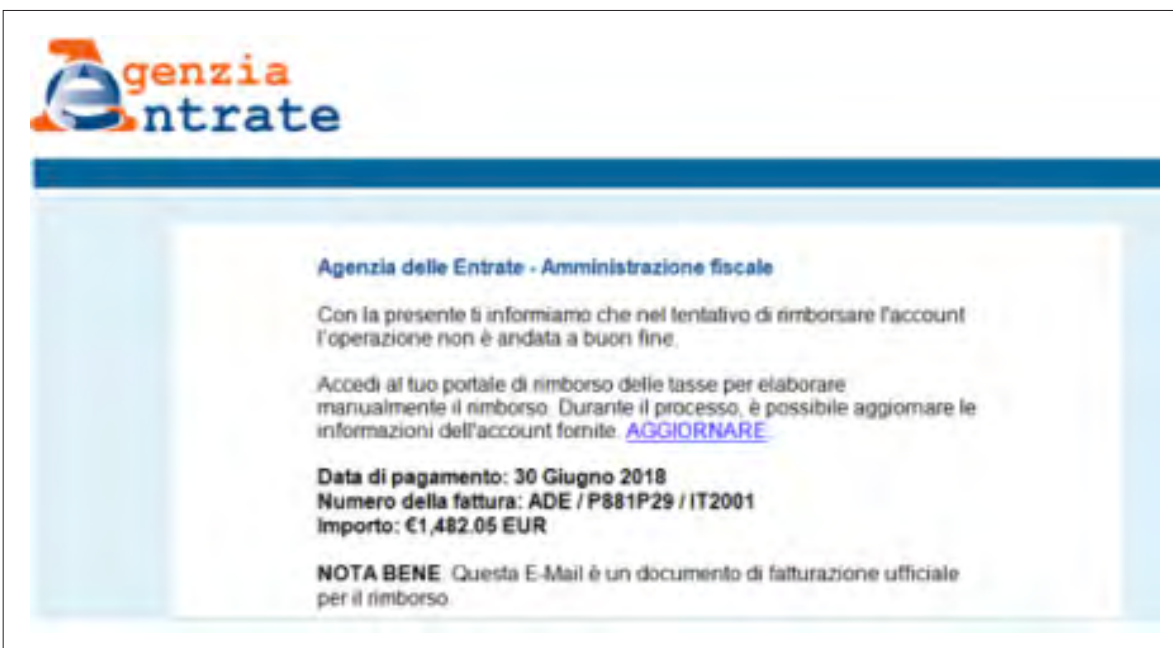 Agenzia
entrate
Agenzia delle Entrate - Amministrazione fiscale
Con la presente ti informiamo che nel tentativo di rimborsare l'account
l'operazione non è andata a buon fine.
Accedi al tuo portale di rimborso delle tasse per elaborare
manualmente il rimborso. Durante il processo, è possibile aggiornare le
informazioni dell'account fornite. AGGIORNARE.
Data di pagamento: 30 Giugno 2018
Numero della fattura: ADE / P881P29 / IT2001
Importo: €1,482.05 EUR
NOTA BENE. Questa E-Mail è un documento di fatturazione ufficiale
per il rimborso.